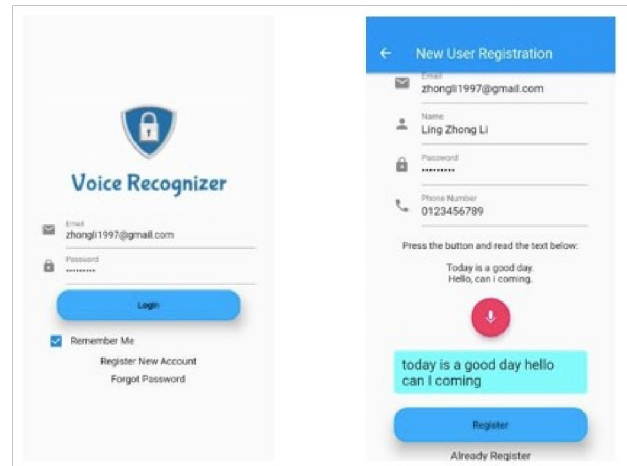 Voice Recognizer
Email
zhongli1997@gmail.com
Password
•••••••••
Login
Remember Me
Register New Account
Forgot Password
New User Registration
Email
zhongli1997@gmail.com
Name
Ling Zhong Li
Password
•••••••••
Phone Number
0123456789
Press the button and read the text below:
Today is a good day.
Hello, can i coming.
today is a good day hello
can I coming
Register
Already Register